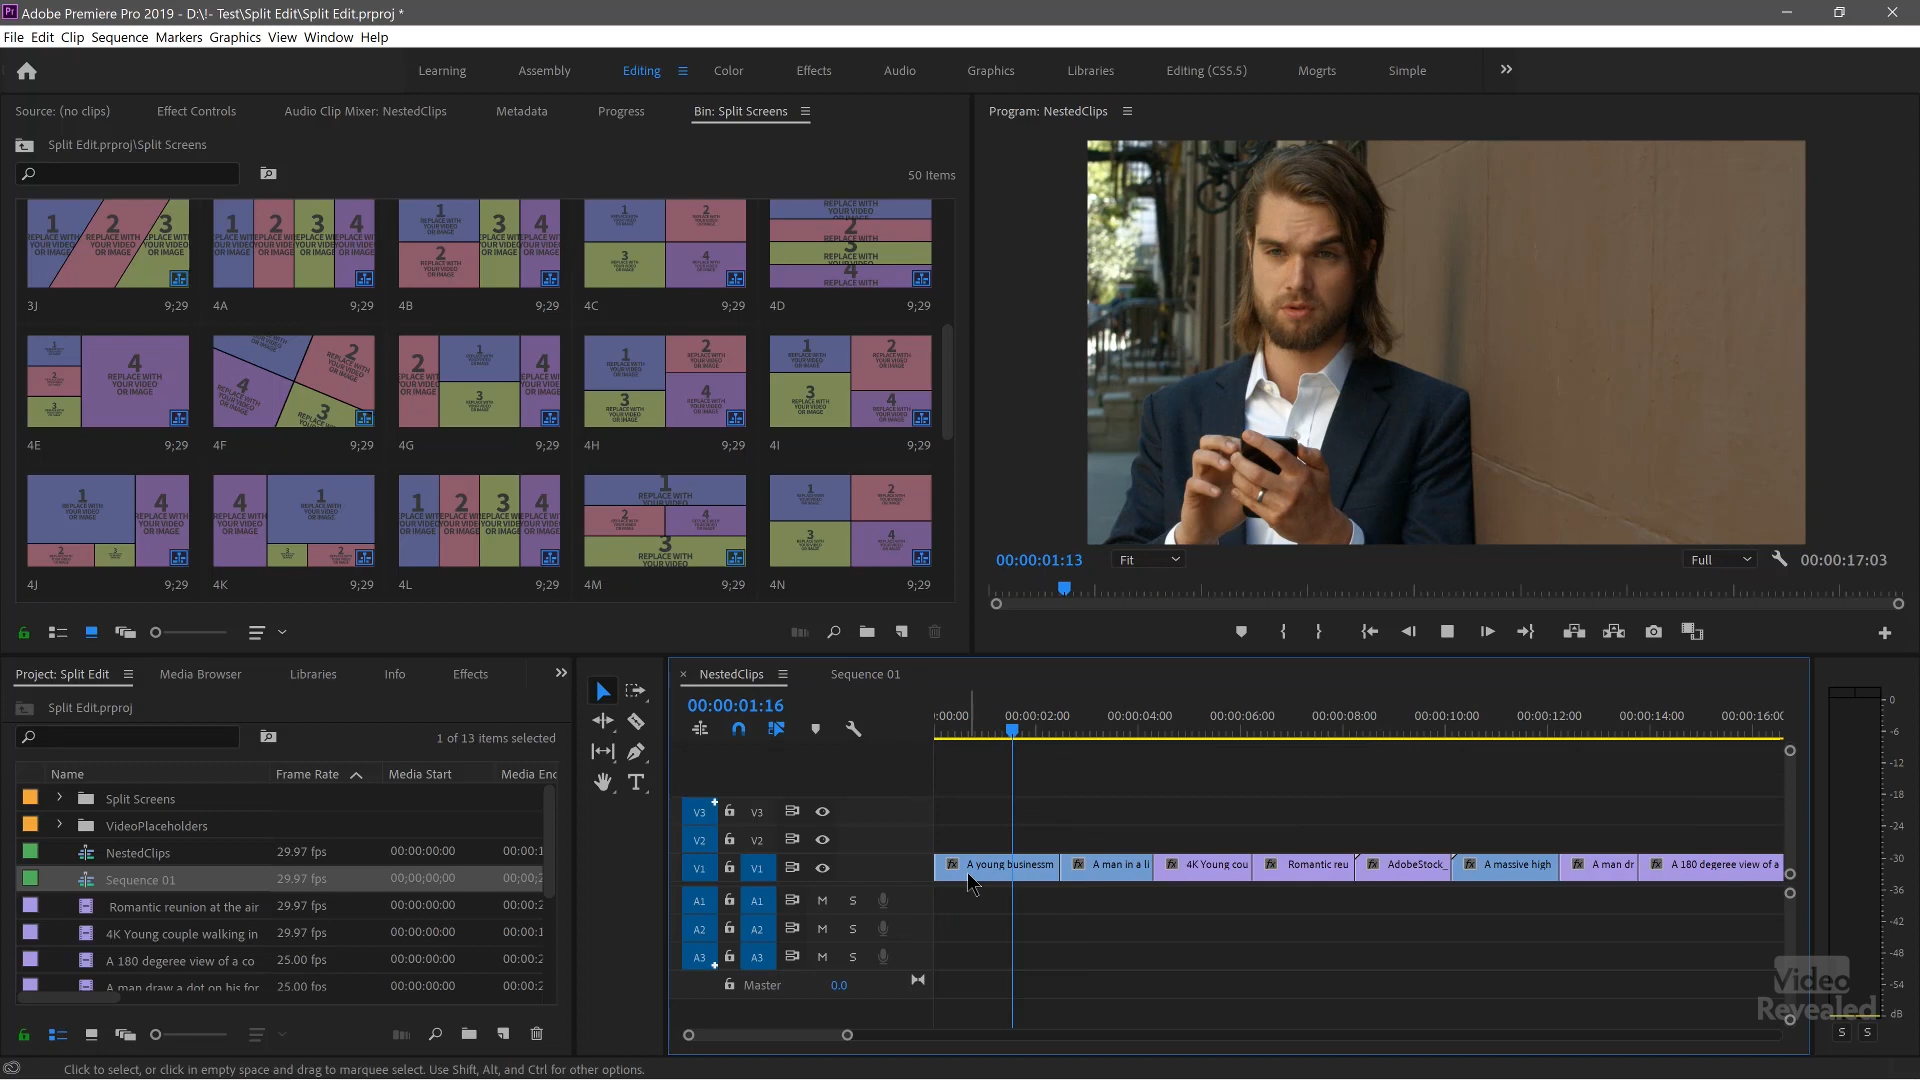 Pr Adobe Premiere Pro 2019 - D:\!- Test\Split Edit\Split Edit.prproj *
File Edit Clip Sequence Markers Graphics View Window Help
Learning Assembly Editing Color Effects Audio Graphics Libraries Editing (CS5.5) Mogrts Simple
Source: (no clips) Effect Controls Audio Clip Mixer: NestedClips Metadata Progress Bin: Split Screens
Program: NestedClips
Split Edit.prproj\Split Screens
50 Items
3J 9;29 4A 9;29 4B 9;29 4C 9;29 4D 9;29
4E 9;29 4F 9;29 4G 9;29 4H 9;29 4I 9;29
4J 9;29 4K 9;29 4L 9;29 4M 9;29 4N 9;29
00:00:01:13 Fit Full 00:00:17:03
Project: Split Edit Media Browser Libraries Info Effects
Split Edit.prproj
1 of 13 items selected
Name Frame Rate Media Start Media Enc
Split Screens
VideoPlaceholders
NestedClips 29.97 fps 00:00:00:00 00:00:1
Sequence 01 29.97 fps 00;00;00;00 00;00;2
Romantic reunion at the air 29.97 fps 00:00:00:00 00:00:1
4K Young couple walking in 29.97 fps 00:00:00:00 00:00:1
A 180 degeree view of a co 25.00 fps 00:00:00:00 00:00:2
A man draw a dot on his for 25.00 fps 00:00:00:00 00:00:2
NestedClips Sequence 01
00:00:01:16
:00:00 00:00:02:00 00:00:04:00 00:00:06:00 00:00:08:00 00:00:10:00 00:00:12:00 00:00:14:00 00:00:16:00
V3 V3
V2 V2
V1 V1
fx A young businessm fx A man in a li fx 4K Young cou fx Romantic reu fx AdobeStock_ fx A massive high fx A man dr fx A 180 degeree view of a
A1 A1 M S
A2 A2 M S
A3 A3 M S
Master 0.0
0
-6
-12
-18
-24
-30
-36
-42
-54
dB
S S
Video
Revealed
Click to select, or click in empty space and drag to marquee select. Use Shift, Alt, and Ctrl for other options.